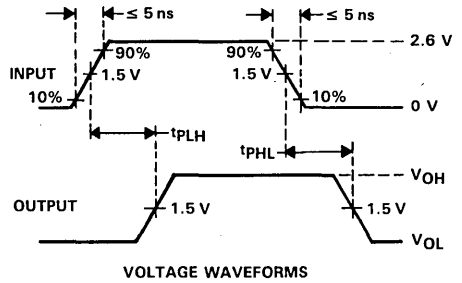 ≤ 5 ns ≤ 5 ns
90% 90% 2.6 V
INPUT 1.5 V 1.5 V
10% 10% 0 V
tPLH tPHL
VOH
OUTPUT 1.5 V 1.5 V
VOL
VOLTAGE WAVEFORMS